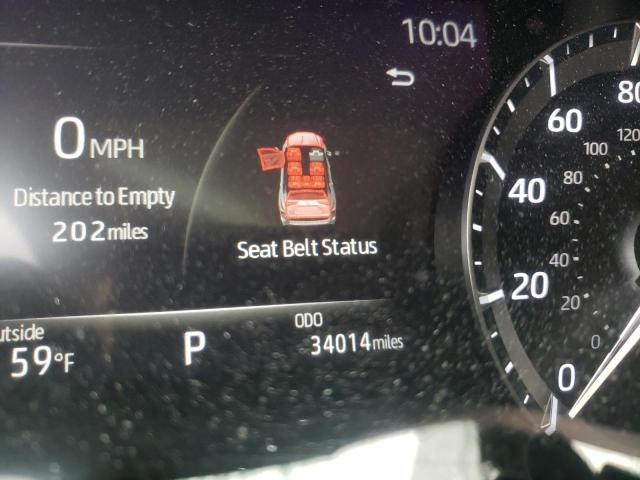 10:04
0 MPH
Distance to Empty
202 miles
Seat Belt Status
utside
59°F
P
ODO
34014 miles
80
60
40
20
0
120
100
80
60
40
20
0